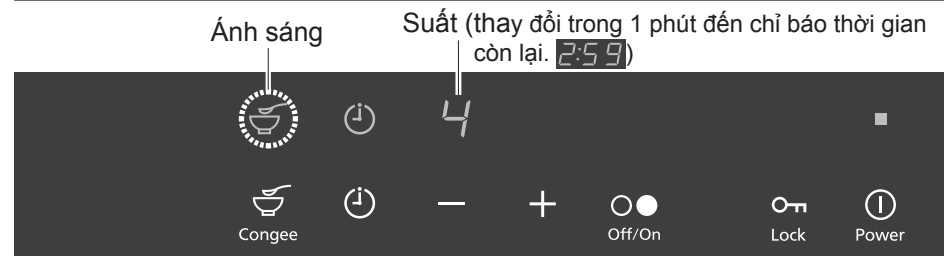 Ánh sáng
Suất (thay đổi trong 1 phút đến chỉ báo thời gian
còn lại. 2:59)
4
Congee
Off/On
Lock
Power